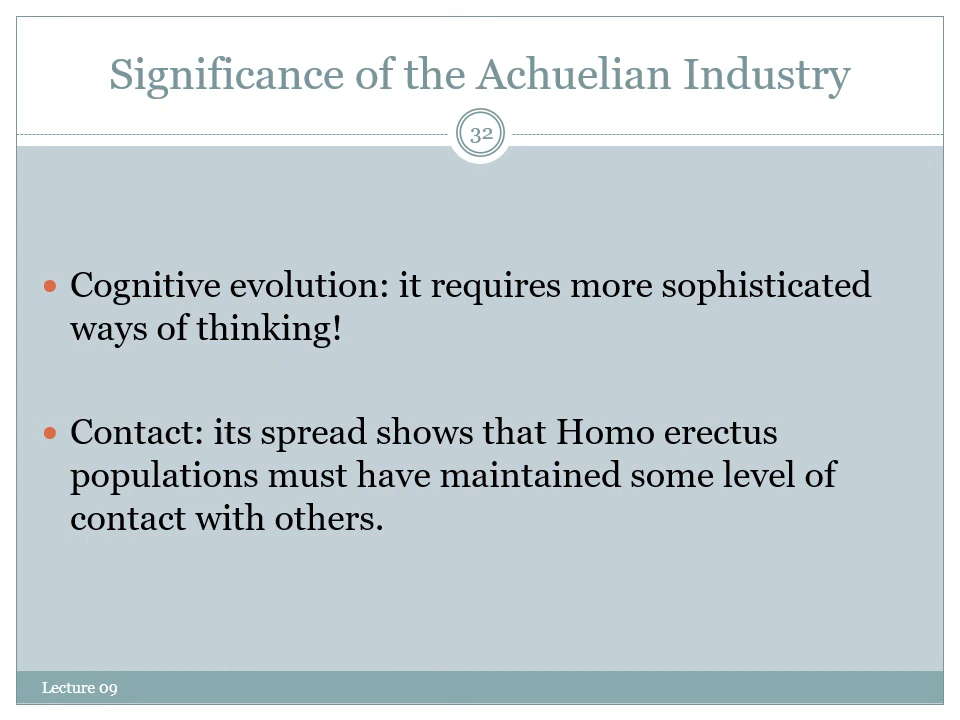 Significance of the Achuelian Industry
32
• Cognitive evolution: it requires more sophisticated
ways of thinking!
• Contact: its spread shows that Homo erectus
populations must have maintained some level of
contact with others.
Lecture 09